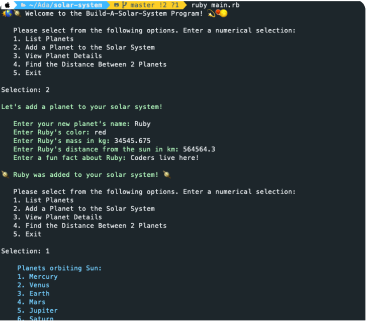 ~/Ada/solar-system master !2 ?1 ruby main.rb
Welcome to the Build-A-Solar-System Program!
Please select from the following options. Enter a numerical selection:
1. List Planets
2. Add a Planet to the Solar System
3. View Planet Details
4. Find the Distance Between 2 Planets
5. Exit
Selection: 2
Let's add a planet to your solar system!
Enter your new planet's name: Ruby
Enter Ruby's color: red
Enter Ruby's mass in kg: 34545.675
Enter Ruby's distance from the sun in km: 564564.3
Enter a fun fact about Ruby: Coders live here!
Ruby was added to your solar system!
Please select from the following options. Enter a numerical selection:
1. List Planets
2. Add a Planet to the Solar System
3. View Planet Details
4. Find the Distance Between 2 Planets
5. Exit
Selection: 1
Planets orbiting Sun:
1. Mercury
2. Venus
3. Earth
4. Mars
5. Jupiter
6. Saturn